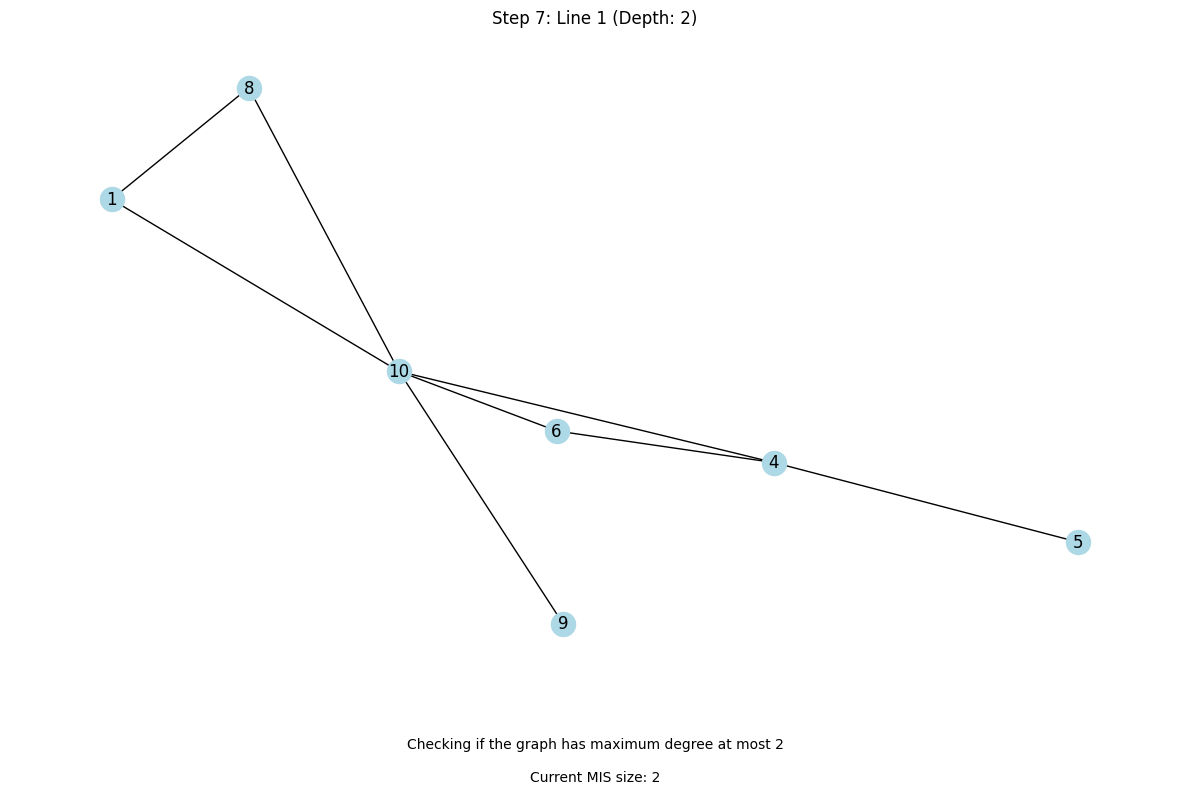 Step 7: Line 1 (Depth: 2)
8
1
10
6
4
5
9
Checking if the graph has maximum degree at most 2
Current MIS size: 2